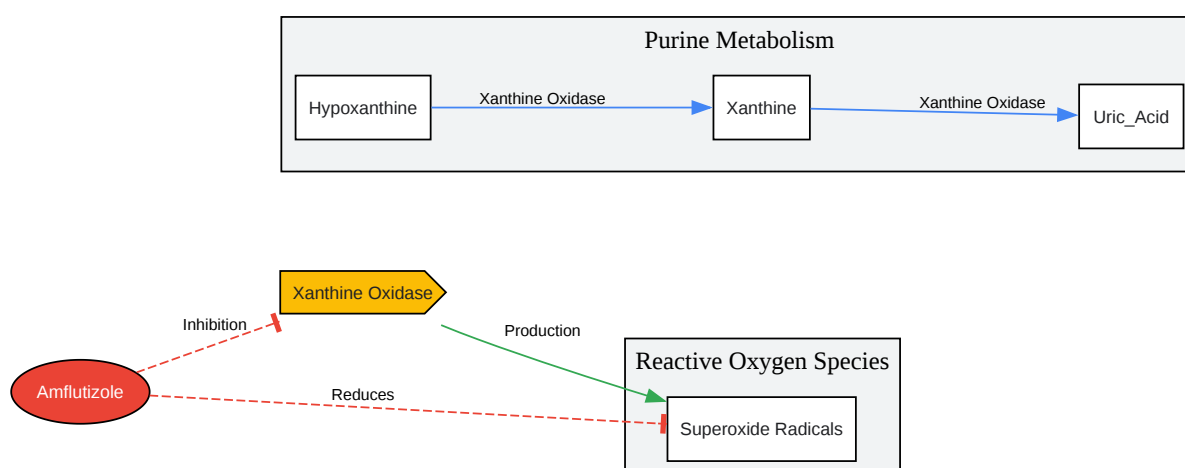 Purine Metabolism
Hypoxanthine
Xanthine Oxidase
Xanthine
Xanthine Oxidase
Uric_Acid
Xanthine Oxidase
Inhibition
Production
Reactive Oxygen Species
Amflutizole
Reduces
Superoxide Radicals